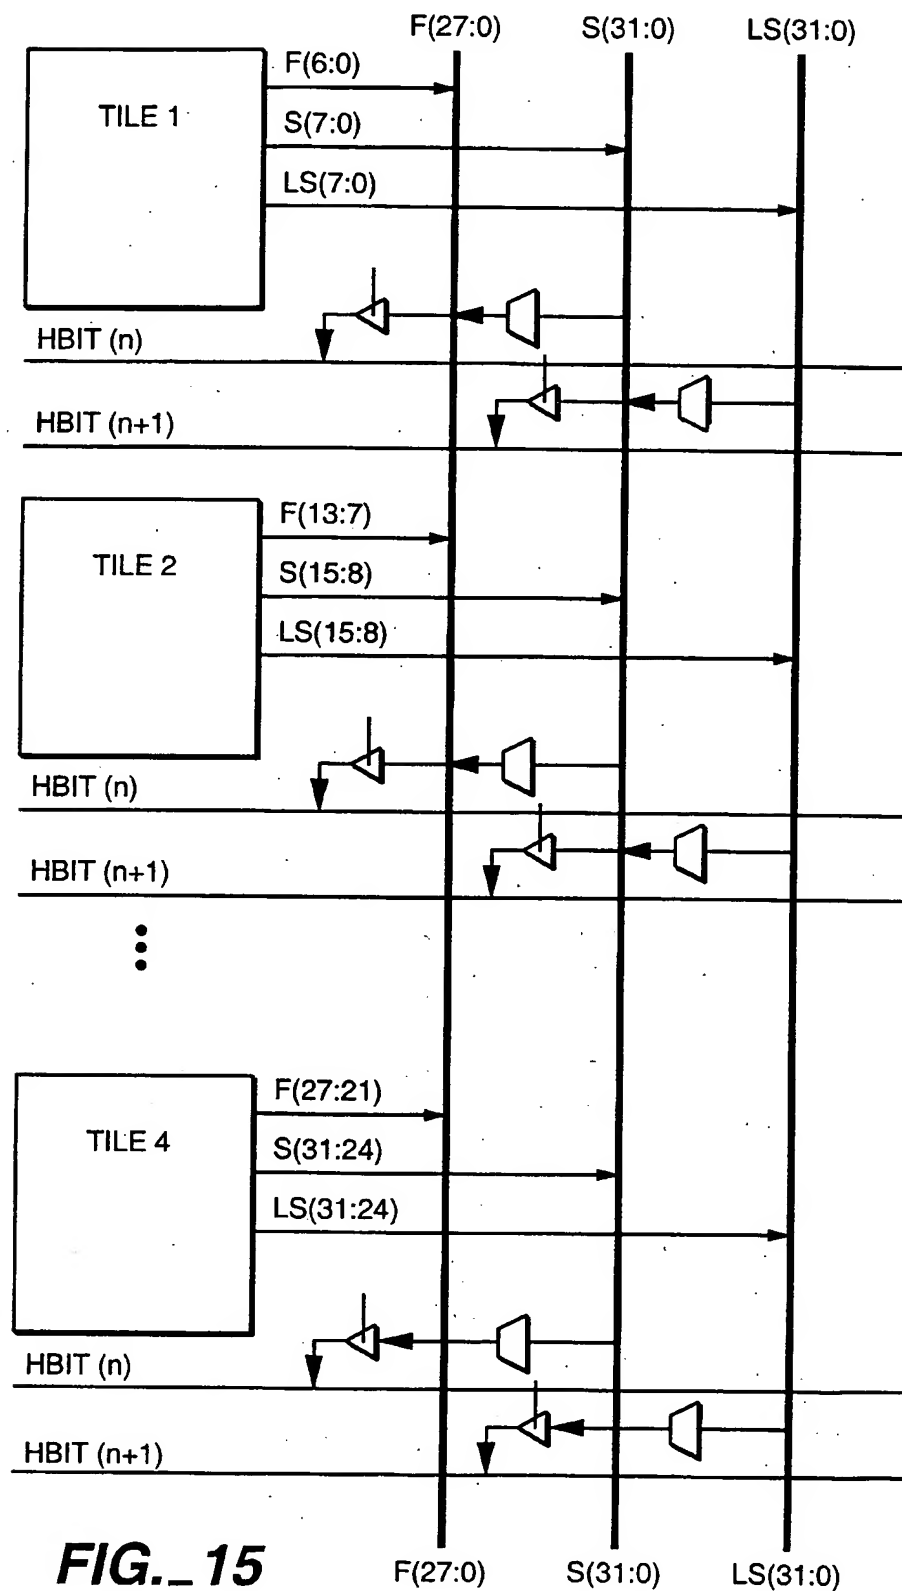 F(27:0) S(31:0) LS(31:0)
F(6:0)
TILE 1
S(7:0)
LS(7:0)
HBIT (n)
HBIT (n+1)
F(13:7)
TILE 2
S(15:8)
LS(15:8)
HBIT (n)
HBIT (n+1)
F(27:21)
TILE 4
S(31:24)
LS(31:24)
HBIT (n)
HBIT (n+1)
FIG._15
F(27:0) S(31:0) LS(31:0)